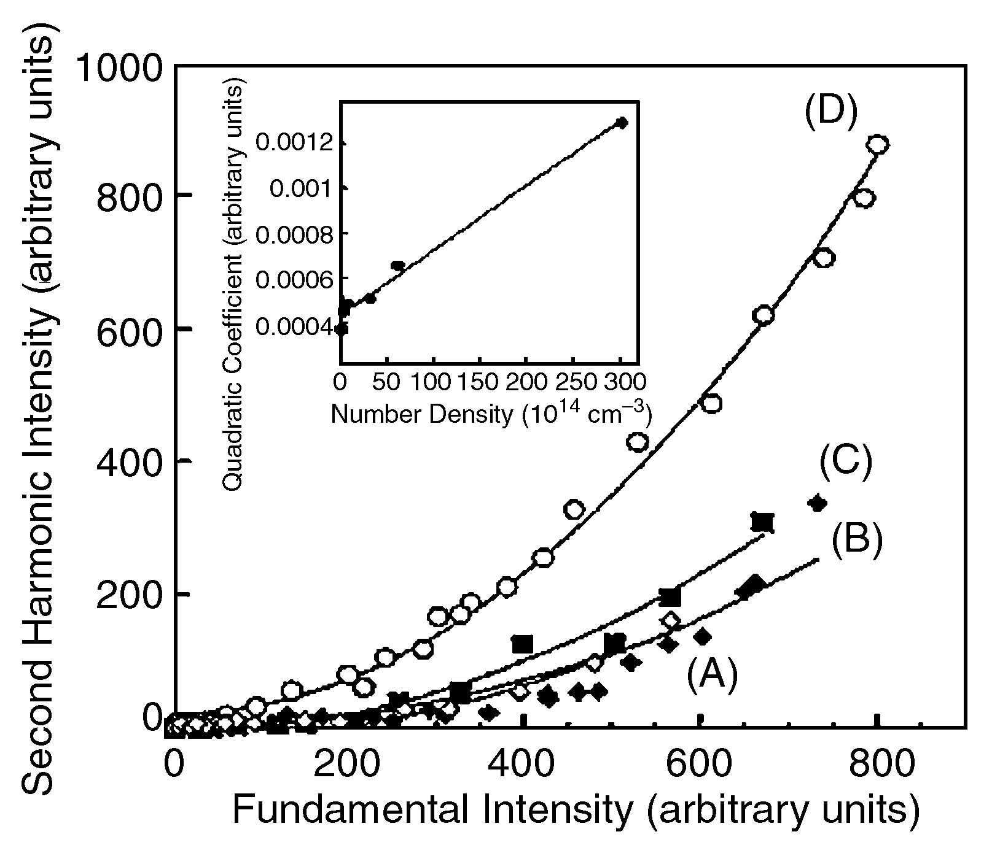 Second Harmonic Intensity (arbitrary units)
1000
800
600
400
200
0
0 200 400 600 800
Fundamental Intensity (arbitrary units)
(D)
(C)
(B)
(A)
Quadratic Coefficient (arbitrary units)
0.0012
0.001
0.0008
0.0006
0.0004
0 50 100 150 200 250 300
Number Density (10¹⁴ cm⁻³)